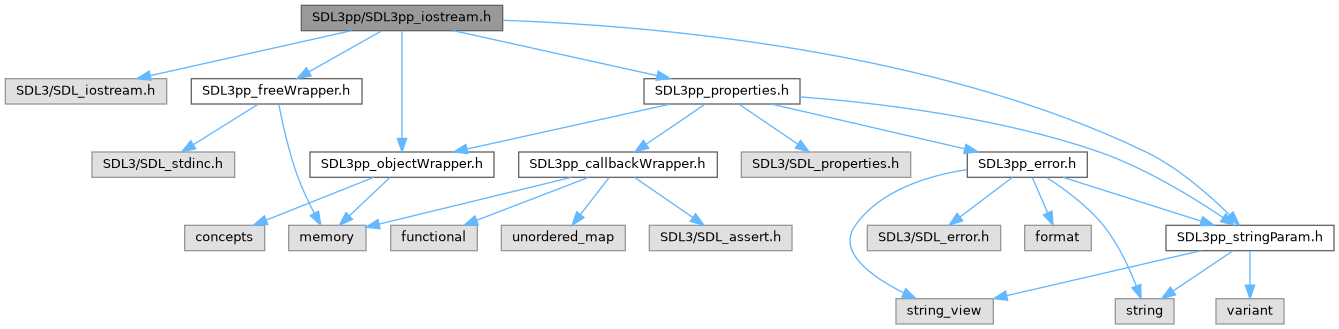 SDL3pp/SDL3pp_iostream.h
SDL3/SDL_iostream.h
SDL3pp_freeWrapper.h
SDL3pp_properties.h
SDL3/SDL_stdinc.h
SDL3pp_objectWrapper.h
SDL3pp_callbackWrapper.h
SDL3/SDL_properties.h
SDL3pp_error.h
concepts
memory
functional
unordered_map
SDL3/SDL_assert.h
SDL3/SDL_error.h
format
SDL3pp_stringParam.h
string_view
string
variant